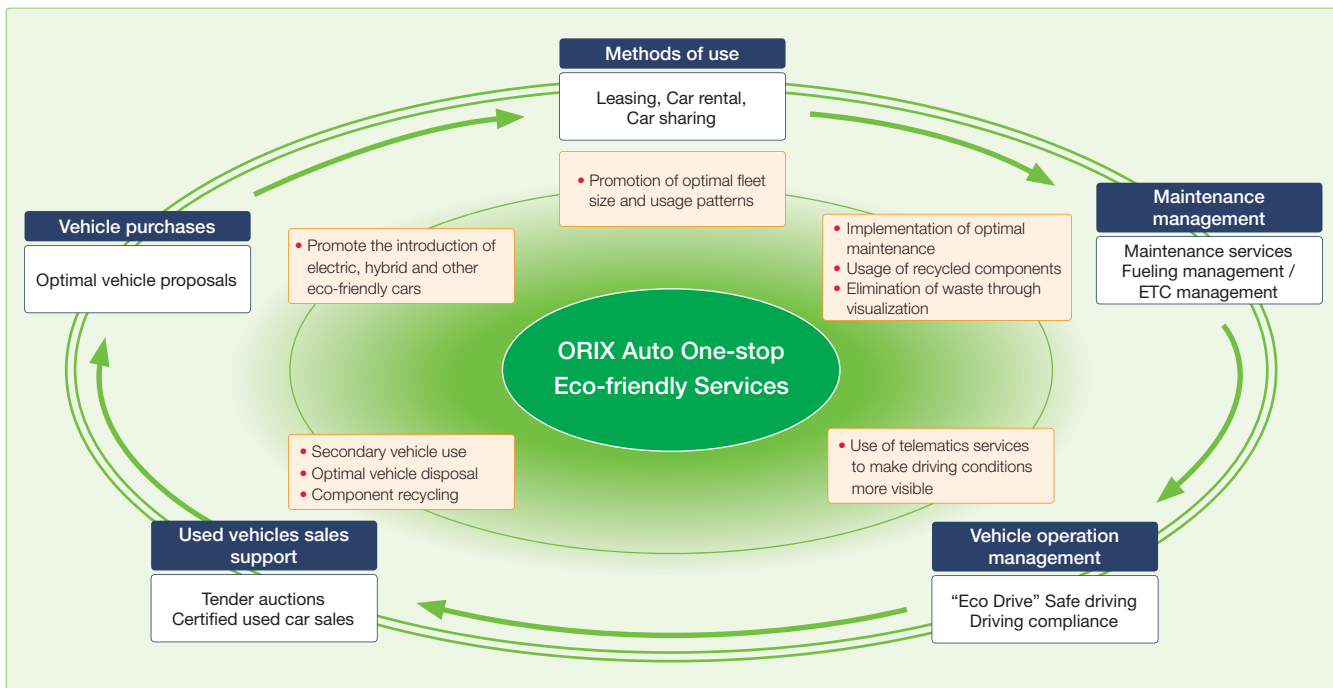 Methods of use
Leasing, Car rental,
Car sharing
• Promotion of optimal fleet
size and usage patterns
Maintenance
management
Maintenance services
Fueling management /
ETC management
• Implementation of optimal
maintenance
• Usage of recycled components
• Elimination of waste through
visualization
Vehicle purchases
Optimal vehicle proposals
• Promote the introduction of
electric, hybrid and other
eco-friendly cars
ORIX Auto One-stop
Eco-friendly Services
• Secondary vehicle use
• Optimal vehicle disposal
• Component recycling
• Use of telematics services
to make driving conditions
more visible
Used vehicles sales
support
Tender auctions
Certified used car sales
Vehicle operation
management
“Eco Drive” Safe driving
Driving compliance